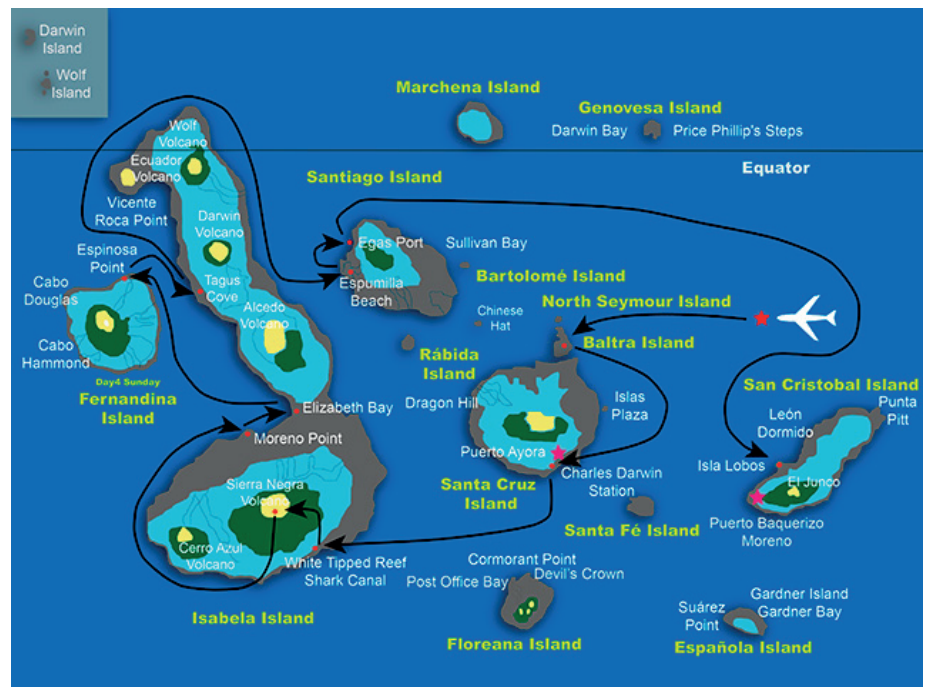 Darwin
Island
Wolf
Island
Marchena Island
Genovesa Island
Darwin Bay
Price Phillip's Steps
Equator
Wolf
Volcano
Ecuador
Volcano
Vicente
Roca Point
Santiago Island
Darwin
Volcano
Egas Port
Sullivan Bay
Espinosa
Point
Bartolomé Island
Espumilla
Beach
Cabo
Douglas
Tagus
Cove
North Seymour Island
Alcedo
Volcano
Chinese
Hat
Baltra Island
Cabo
Hammond
Rábida
Island
Day4 Sunday
Fernandina
Island
San Cristobal Island
Punta
Pitt
Elizabeth Bay
Dragon Hill
Islas
Plaza
León
Dormido
Moreno Point
Puerto Ayora
Isla Lobos
Charles Darwin
Station
Santa Cruz
Island
El Junco
Sierra Negra
Volcano
Santa Fé Island
Puerto Baquerizo
Moreno
Cerro Azul
Volcano
White Tipped Reef
Shark Canal
Cormorant Point
Post Office Bay
Devil's Crown
Gardner Island
Gardner Bay
Suárez
Point
Isabela Island
Floreana Island
Española Island